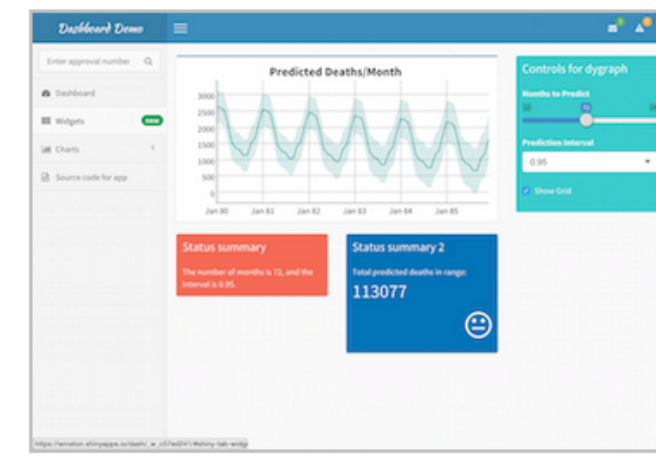 Dashboard Demo
Enter approval number
Dashboard
Widgets
new
Charts
Source code for app
Predicted Deaths/Month
3000
2500
2000
1500
1000
500
0
Jan 80 Jan 81 Jan 82 Jan 83 Jan 84 Jan 85
Controls for dygraph
Months to Predict
72
Prediction Interval
0.95
Show Grid
Status summary
The number of months is 72, and the
interval is 0.95.
Status summary 2
Total predicted deaths in range:
113077